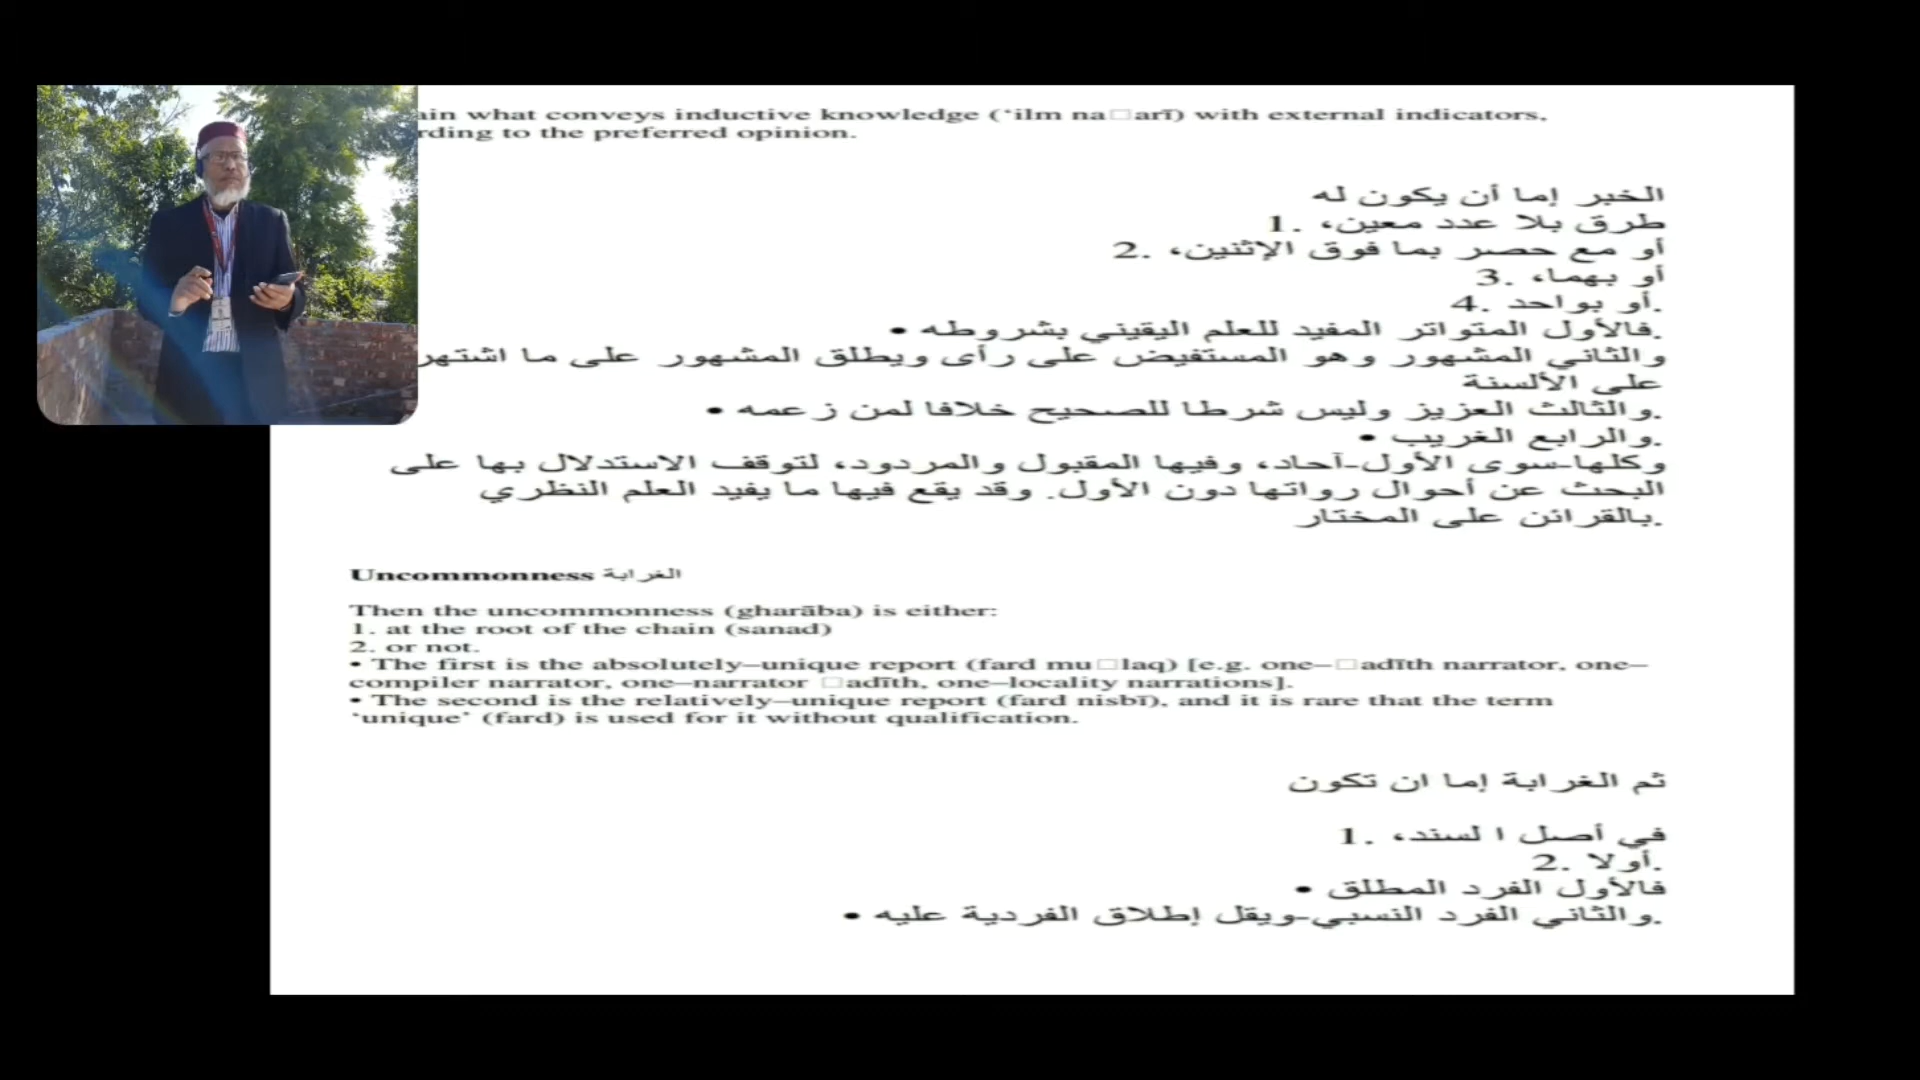 ain what conveys inductive knowledge (‘ilm na□arī) with external indicators,
rding to the preferred opinion.
الخبر إما أن يكون له
طرق بلا عدد معين، .1
أو مع حصر بما فوق الإثنين، .2
أو بهما، .3
.أو بواحد .4
.فالأول المتواتر المفيد للعلم اليقيني بشروطه •
والثاني المشهور وهو المستفيض على رأى ويطلق المشهور على ما اشتهر
على الألسنة
.والثالث العزيز وليس شرطا للصحيح خلافا لمن زعمه •
.والرابع الغريب •
وكلها-سوى الأول-آحاد، وفيها المقبول والمردود، لتوقف الاستدلال بها على
البحث عن أحوال رواتها دون الأول. وقد يقع فيها ما يفيد العلم النظري
.بالقرائن على المختار
Uncommonness الغرابة
Then the uncommonness (gharāba) is either:
1. at the root of the chain (sanad)
2. or not.
• The first is the absolutely–unique report (fard mu□laq) [e.g. one–□adīth narrator, one–
compiler narrator, one–narrator □adīth, one–locality narrations].
• The second is the relatively–unique report (fard nisbī), and it is rare that the term
‘unique’ (fard) is used for it without qualification.
ثم الغرابة إما ان تكون
في أصل ا لسند، .1
.أولا .2
فالأول الفرد المطلق •
.والثاني الفرد النسبي-ويقل إطلاق الفردية عليه •